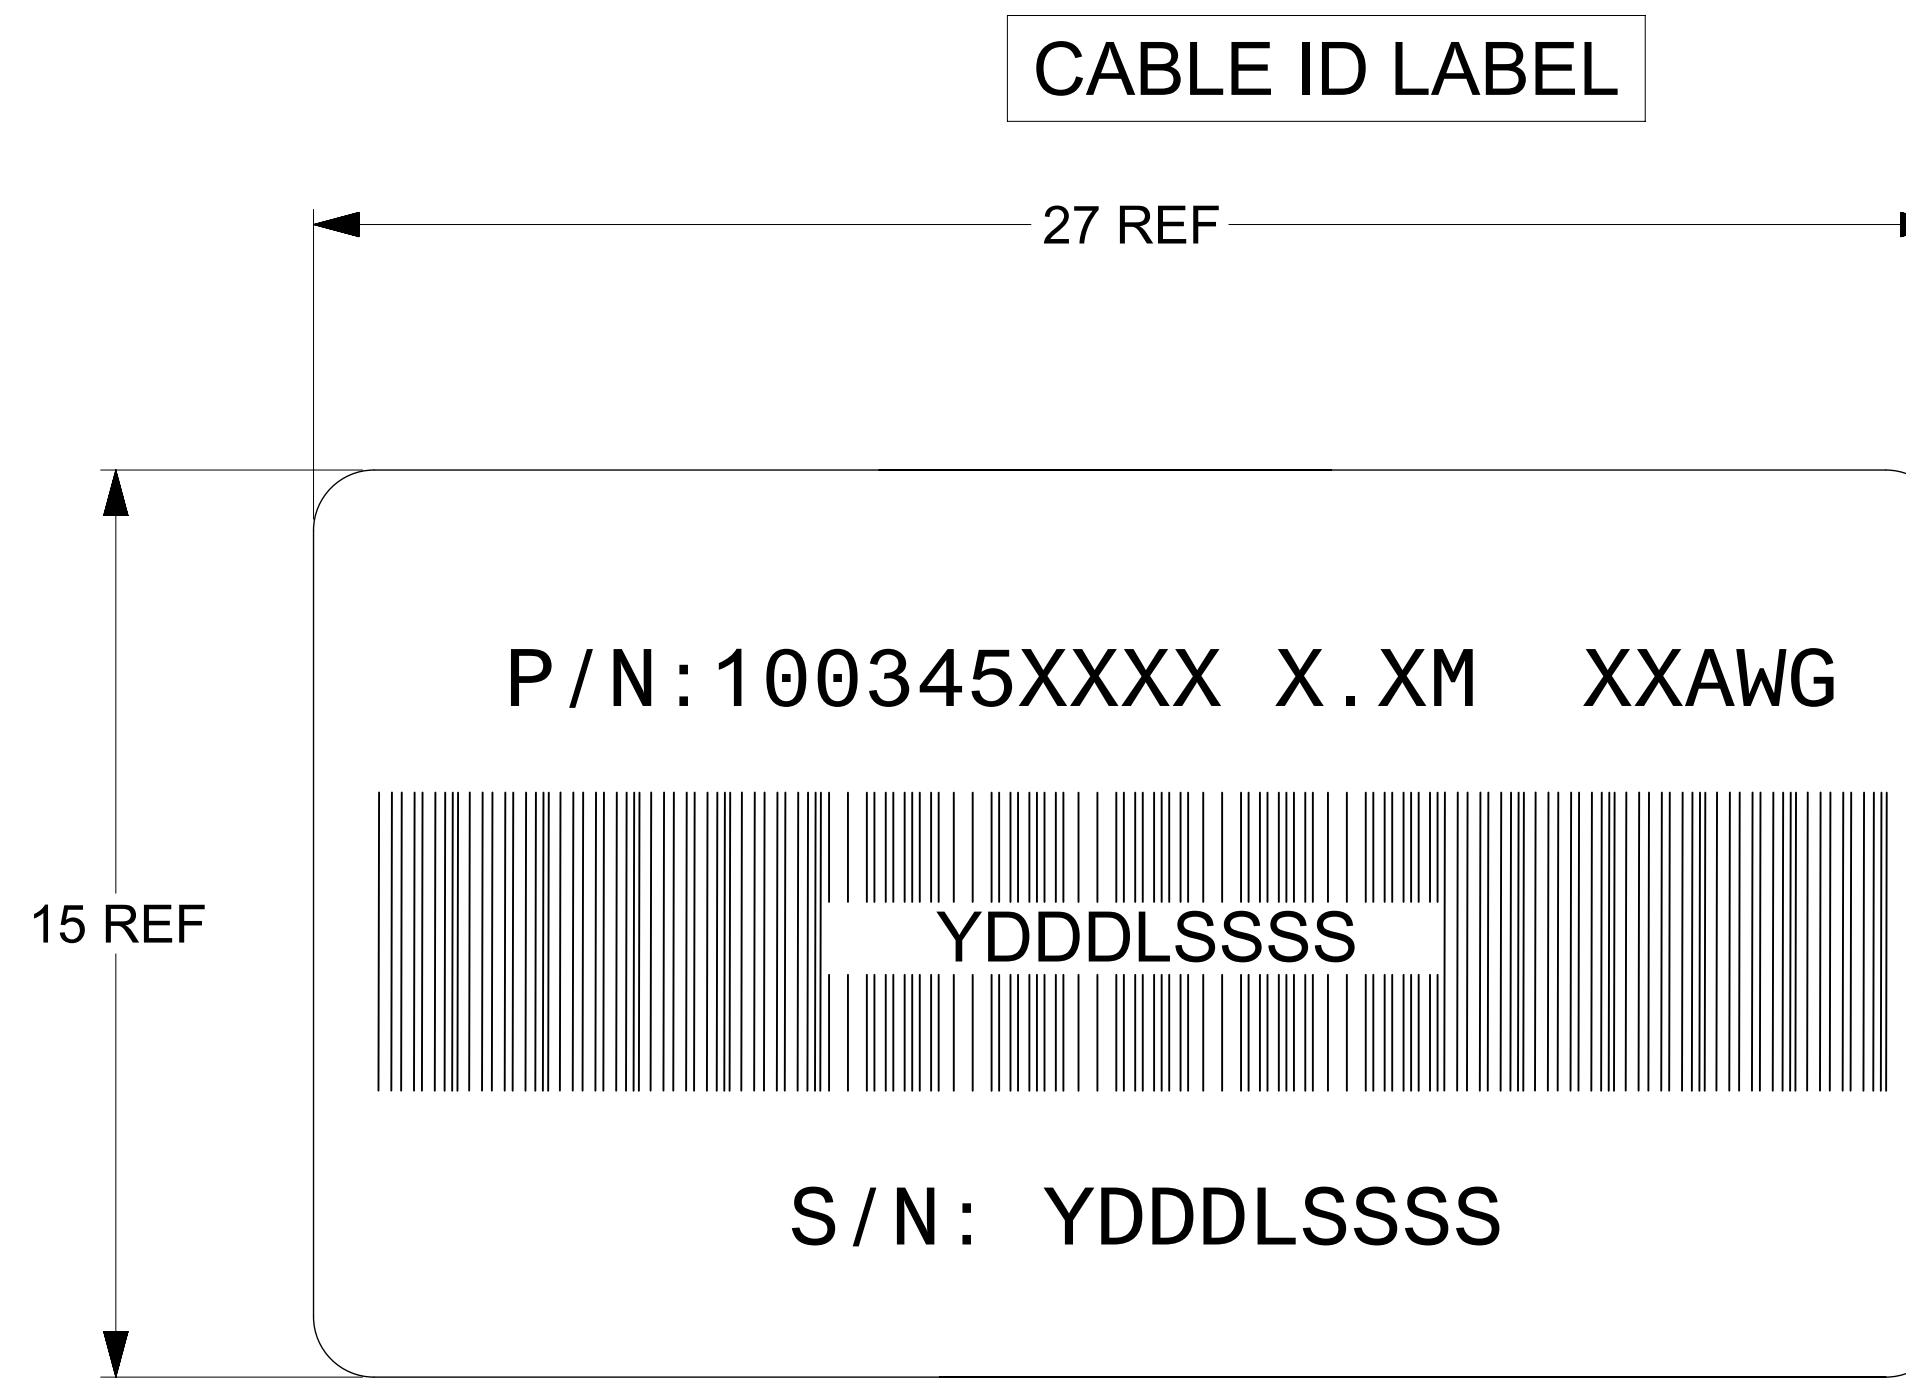 CABLE ID LABEL
27 REF
P/N:100345XXXX X.XM  XXAWG
15 REF
YDDDLSSSS
S/N: YDDDLSSSS